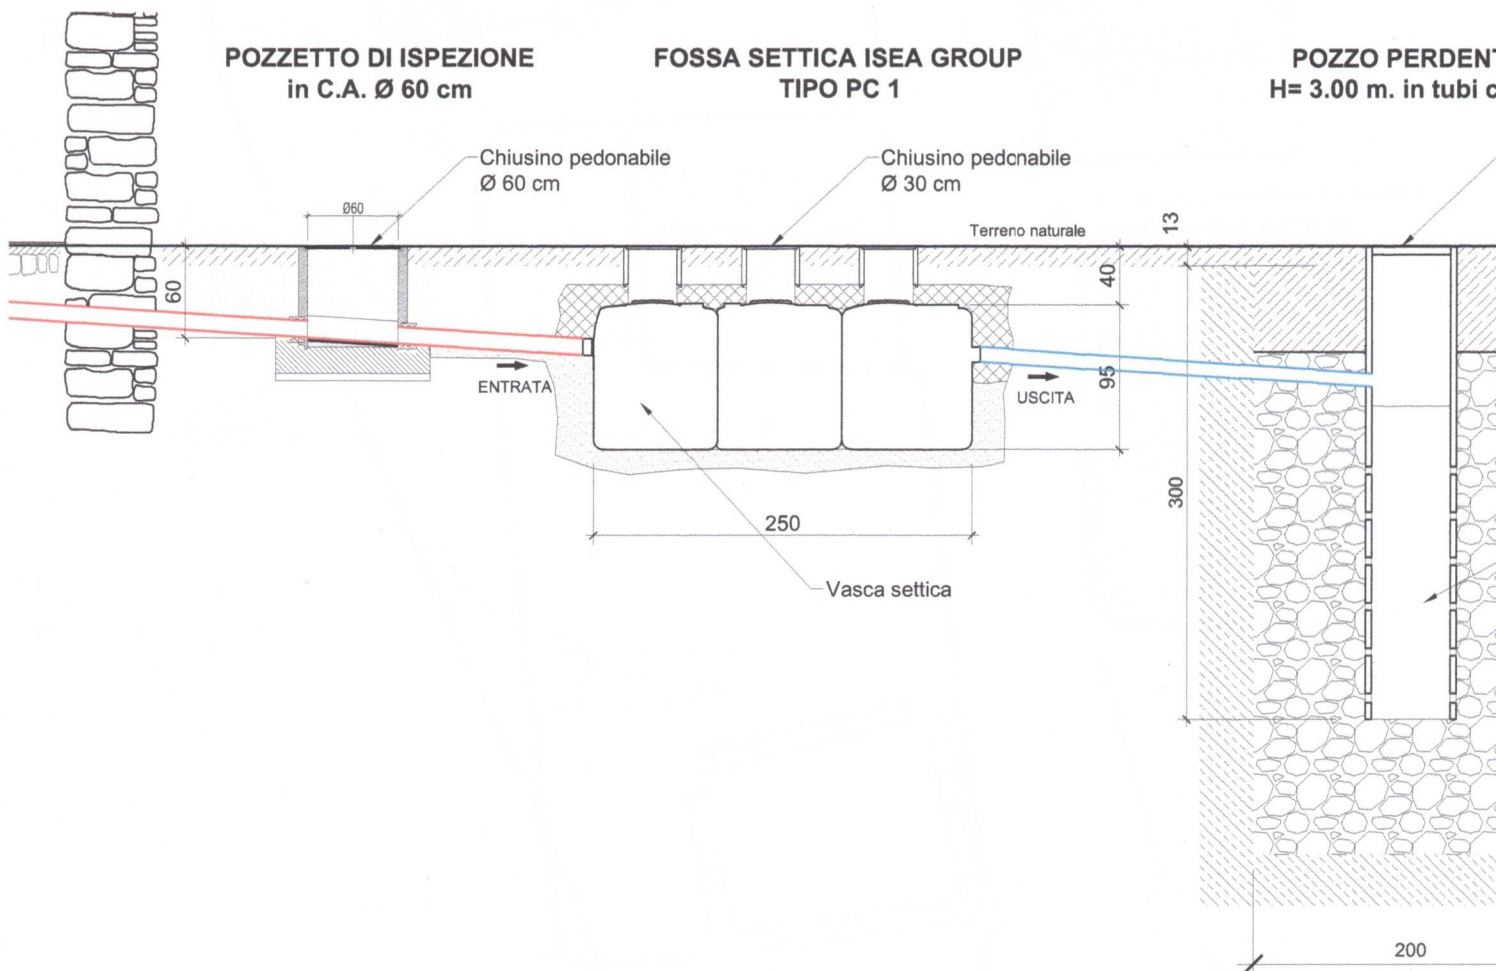 POZZETTO DI ISPEZIONE
in C.A. Ø 60 cm
FOSSA SETTICA ISEA GROUP
TIPO PC 1
POZZO PERDENT
H= 3.00 m. in tubi c
Chiusino pedonabile
Ø 60 cm
Chiusino pedonabile
Ø 30 cm
Ø60
Terreno naturale
13
40
60
ENTRATA
USCITA
95
300
250
Vasca settica
200